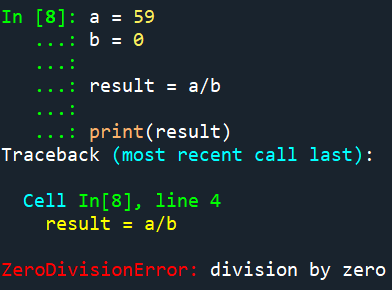 In [8]: a = 59
   ...: b = 0
   ...:
   ...: result = a/b
   ...:
   ...: print(result)
Traceback (most recent call last):

  Cell In[8], line 4
    result = a/b

ZeroDivisionError: division by zero